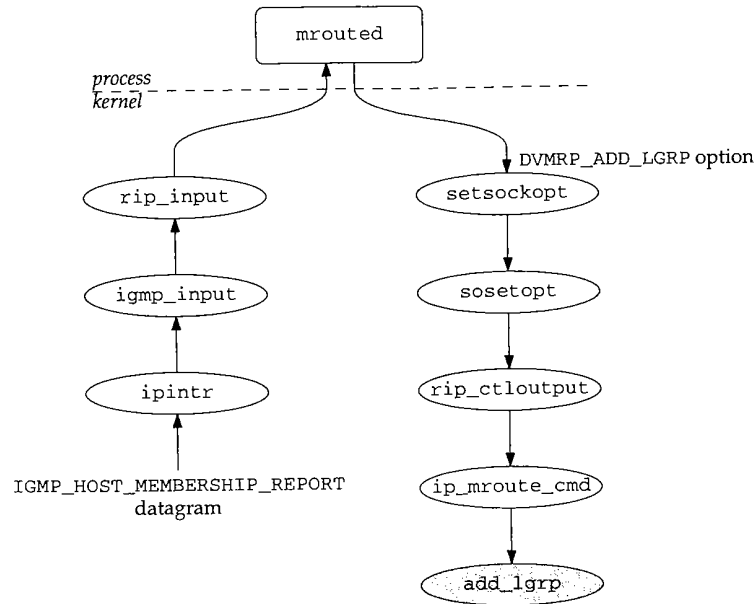 mrouted
process
kernel
DVMRP_ADD_LGRP option
rip_input
setsockopt
igmp_input
sosetopt
ipintr
rip_ctloutput
IGMP_HOST_MEMBERSHIP_REPORT
datagram
ip_mroute_cmd
add_lgrp